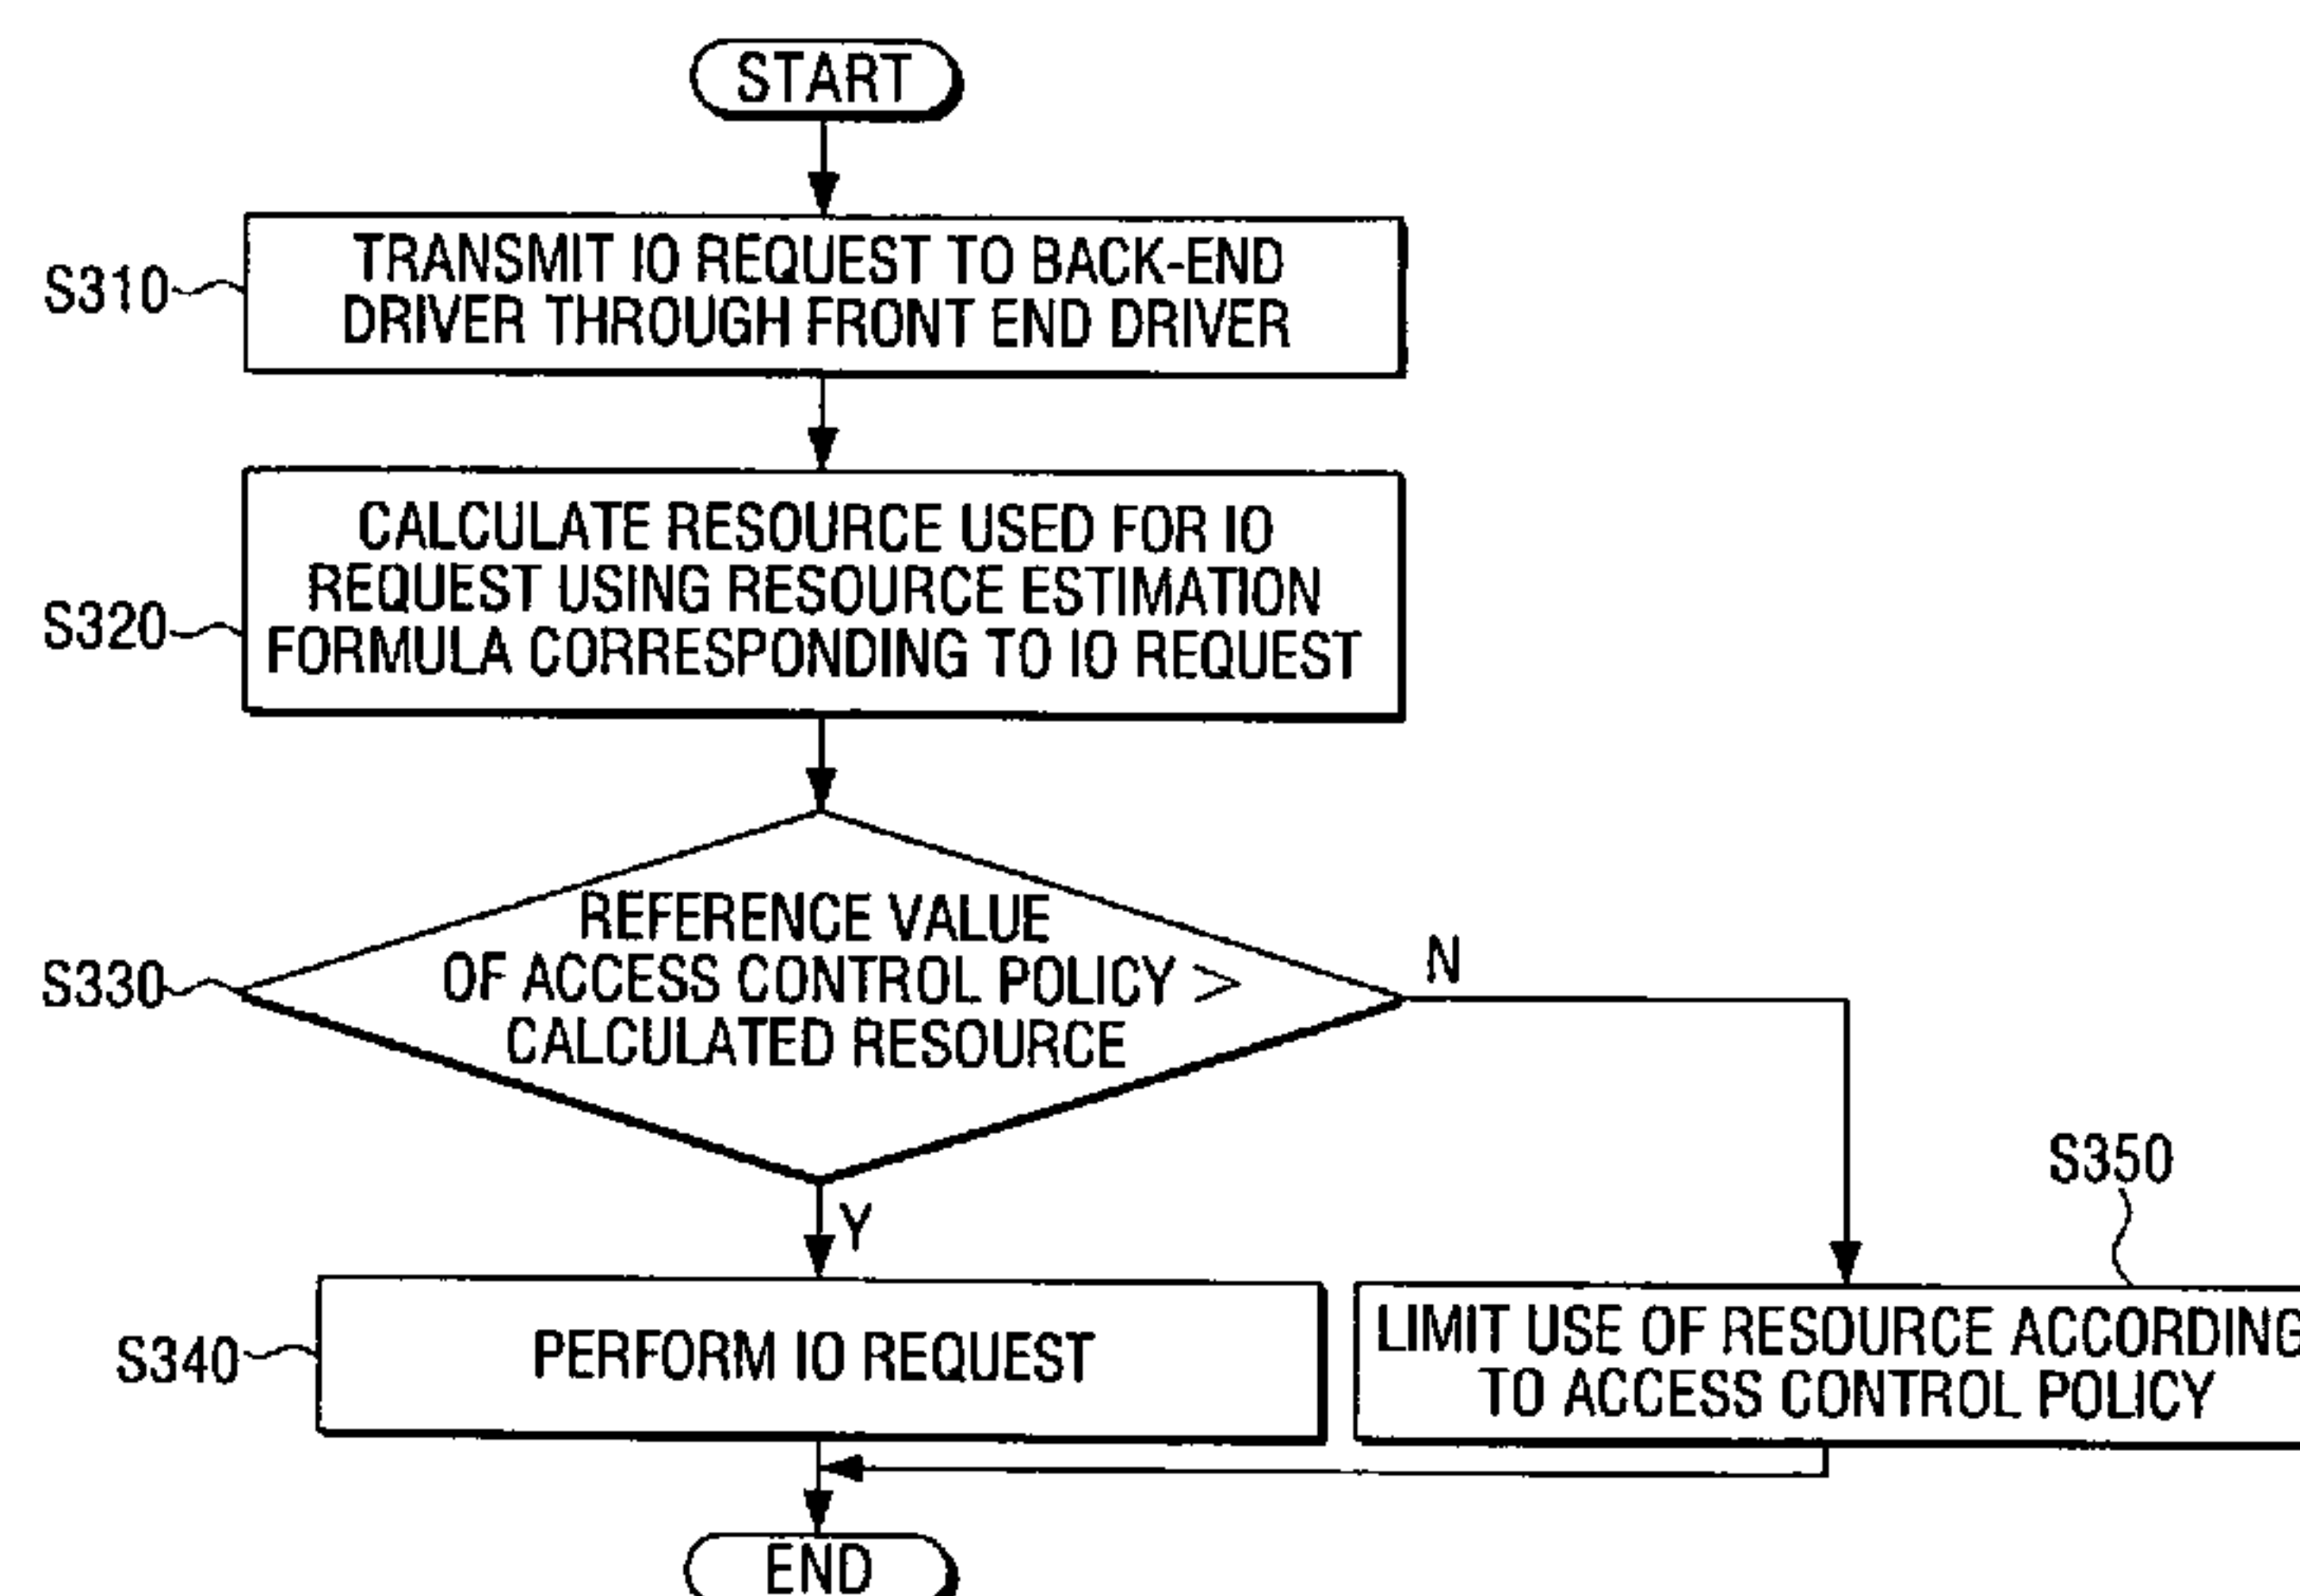 START
S310
TRANSMIT IO REQUEST TO BACK-END
DRIVER THROUGH FRONT END DRIVER
S320
CALCULATE RESOURCE USED FOR IO
REQUEST USING RESOURCE ESTIMATION
FORMULA CORRESPONDING TO IO REQUEST
S330
REFERENCE VALUE
OF ACCESS CONTROL POLICY >
CALCULATED RESOURCE
N
Y
S340
PERFORM IO REQUEST
S350
LIMIT USE OF RESOURCE ACCORDING
TO ACCESS CONTROL POLICY
END